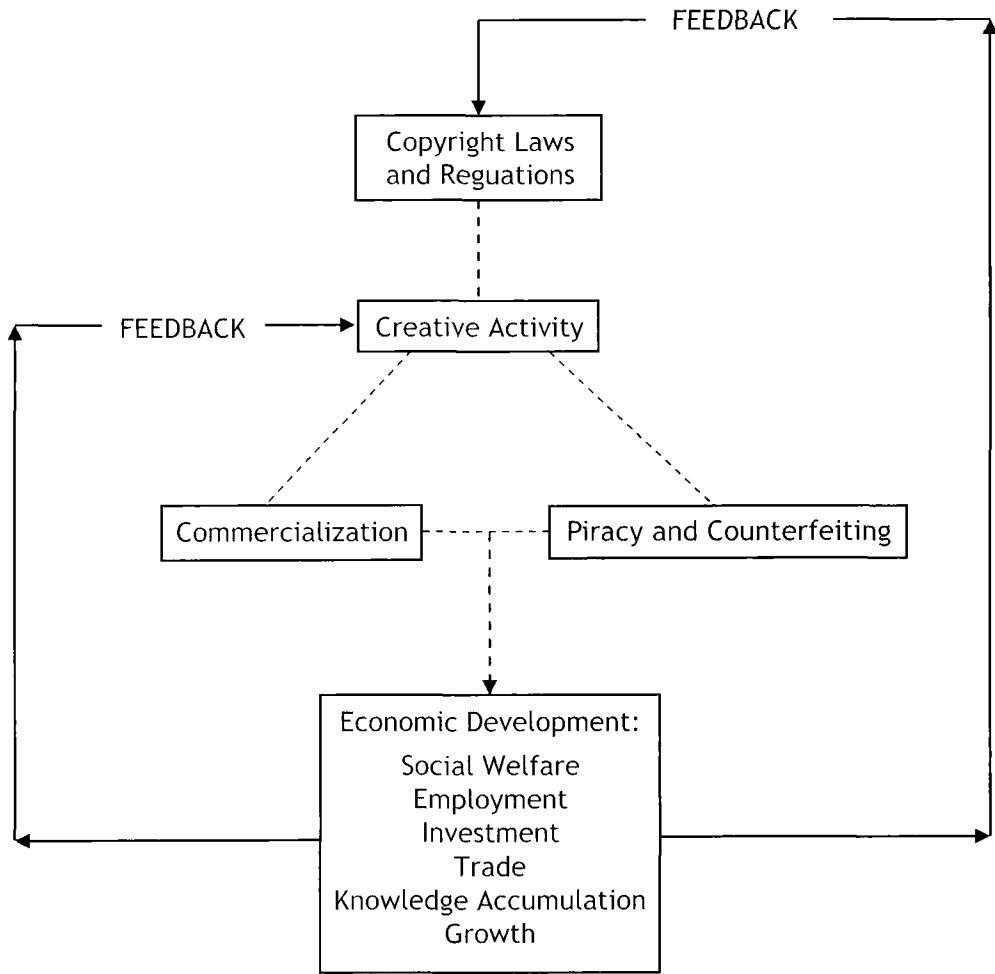 FEEDBACK
Copyright Laws
and Reguations
FEEDBACK
Creative Activity
Commercialization
Piracy and Counterfeiting
Economic Development:
Social Welfare
Employment
Investment
Trade
Knowledge Accumulation
Growth